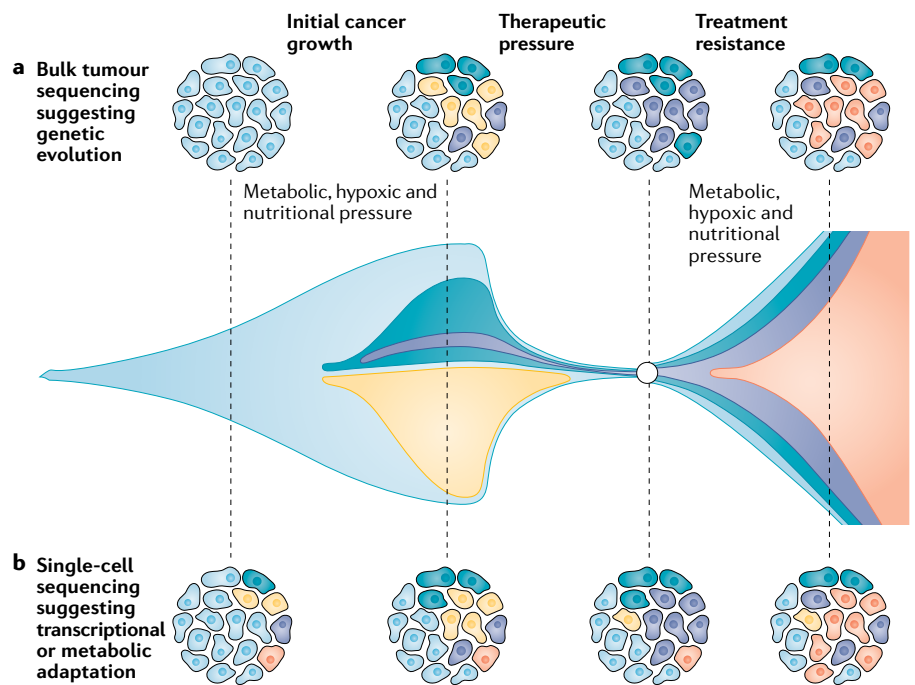 Initial cancer
growth
Therapeutic
pressure
Treatment
resistance
a Bulk tumour
sequencing
suggesting
genetic
evolution
Metabolic, hypoxic and
nutritional pressure
Metabolic,
hypoxic and
nutritional
pressure
b Single-cell
sequencing
suggesting
transcriptional
or metabolic
adaptation